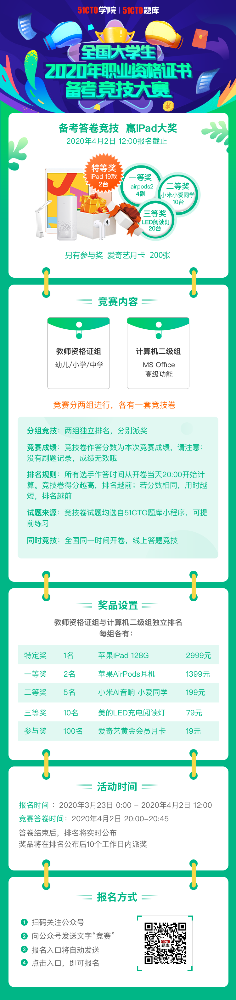 51CTO学院 | 51CTO题库
全国大学生
2020年职业资格证书
备考竞技大赛
备考答卷竞技 赢iPad大奖
2020年4月2日 12:00报名截止
特等奖
iPad 19款
2台
一等奖
airpods2
4副
二等奖
小米小爱同学
10台
三等奖
LED阅读灯
20台
另有参与奖 爱奇艺月卡 200张
竞赛内容
教师资格证组
幼儿/小学/中学
计算机二级组
MS Office
高级功能
竞赛分两组进行，各有一套竞技卷
分组竞技：两组独立排名，分别派奖
竞赛成绩：竞技卷作答分数为本次竞赛成绩，请注意：
没有刷题记录，成绩无效哦
排名规则：所有选手作答时间从开卷当天20:00开始计
算。竞技卷得分越高，排名越前；若分数相同，用时越
短，排名越前
试题来源：竞技卷试题均选自51CTO题库小程序，可提
前练习
同时竞技：全国同一时间开卷，线上答题竞技
奖品设置
教师资格证组与计算机二级组独立排名
每组各有：
特定奖 1名 苹果iPad 128G 2999元
一等奖 2名 苹果AirPods耳机 1399元
二等奖 5名 小米AI音响 小爱同学 199元
三等奖 10名 美的LED充电阅读灯 79元
参与奖 100名 爱奇艺黄金会员月卡 19元
活动时间
报名时间 ：2020年3月23日 0:00 - 2020年4月2日 12:00
竞赛答卷时间：2020年4月2日 20:00-20:45
答卷结束后，排名将实时公布
奖品将在排名公布后10个工作日内派奖
报名方式
1 扫码关注公众号
2 向公众号发送文字“竞赛”
3 报名入口将自动发送
4 点击入口，即可报名
51CTO
题库